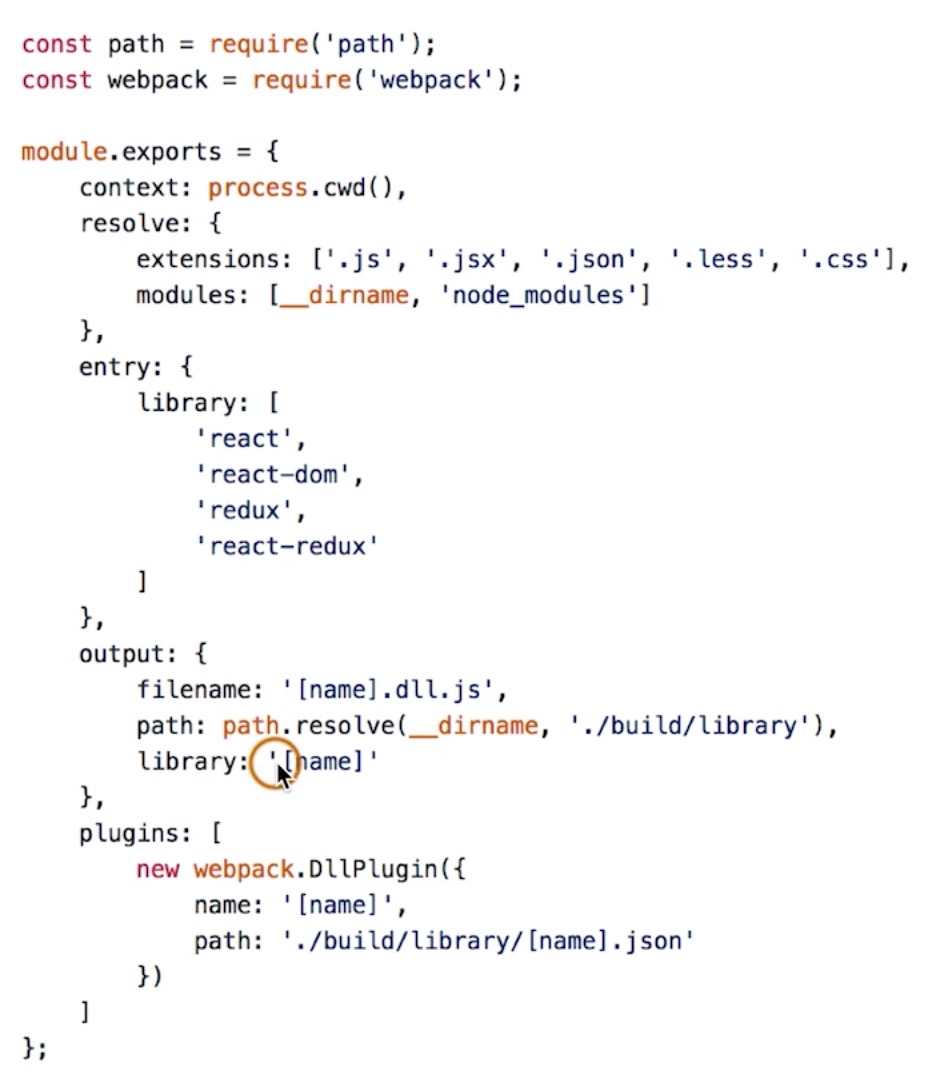 const path = require('path');
const webpack = require('webpack');

module.exports = {
    context: process.cwd(),
    resolve: {
        extensions: ['.js', '.jsx', '.json', '.less', '.css'],
        modules: [__dirname, 'node_modules']
    },
    entry: {
        library: [
            'react',
            'react-dom',
            'redux',
            'react-redux'
        ]
    },
    output: {
        filename: '[name].dll.js',
        path: path.resolve(__dirname, './build/library'),
        library: '[name]'
    },
    plugins: [
        new webpack.DllPlugin({
            name: '[name]',
            path: './build/library/[name].json'
        })
    ]
};